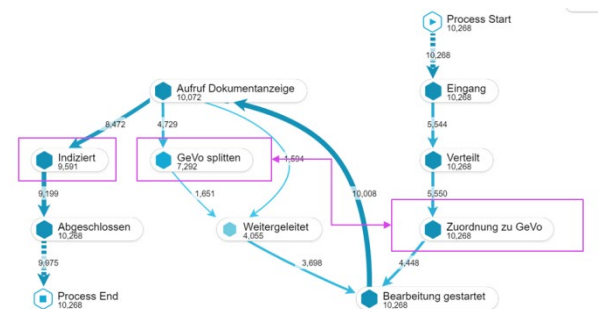 Process Start
10,268
10,268
Aufruf Dokumentanzeige
10,072
Eingang
10,268
8,472
4,729
5,544
Indiziert
9,591
GeVo splitten
7,292
1,594
Verteilt
10,268
9,199
1,651
10,008
5,550
Abgeschlossen
10,268
Weitergeleitet
4,055
Zuordnung zu GeVo
10,268
9,975
3,698
4,448
Process End
10,268
Bearbeitung gestartet
10,268